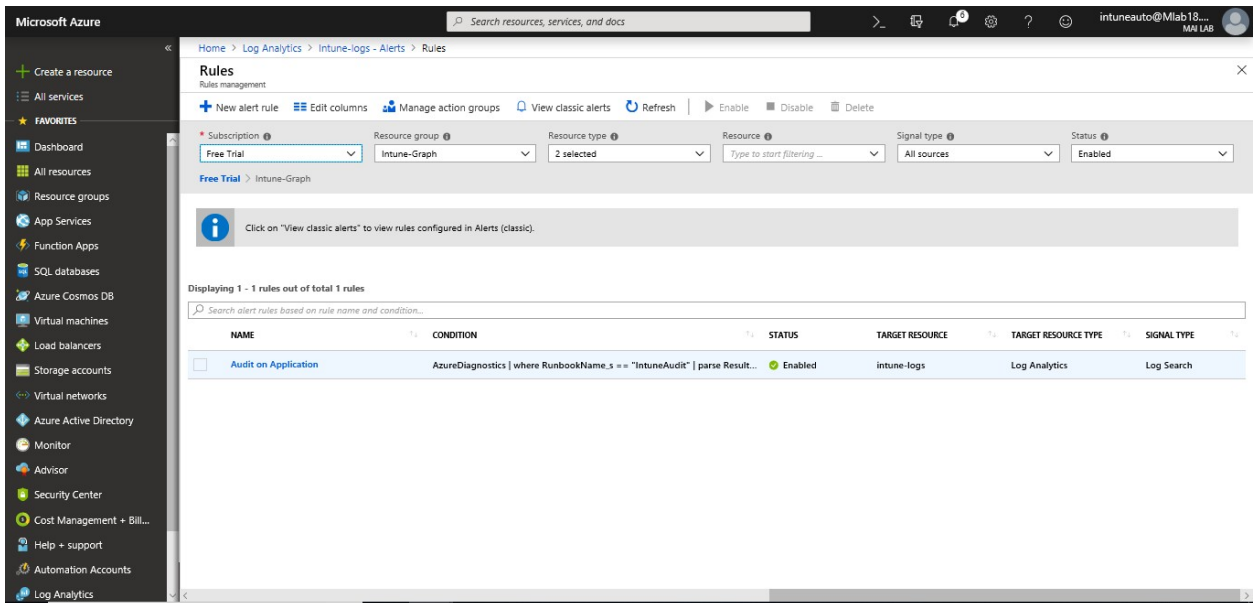 Microsoft Azure
Search resources, services, and docs
6
intuneauto@Mlab18....
MAI LAB
Home > Log Analytics > Intune-logs - Alerts > Rules
Rules
Rules management
New alert rule Edit columns Manage action groups View classic alerts Refresh Enable Disable Delete
* Subscription Resource group Resource type Resource Signal type Status
Free Trial Intune-Graph 2 selected Type to start filtering ... All sources Enabled
Free Trial > Intune-Graph
Click on "View classic alerts" to view rules configured in Alerts (classic).
Displaying 1 - 1 rules out of total 1 rules
Search alert rules based on rule name and condition...
NAME CONDITION STATUS TARGET RESOURCE TARGET RESOURCE TYPE SIGNAL TYPE
Audit on Application AzureDiagnostics | where RunbookName_s == "IntuneAudit" | parse Result... Enabled intune-logs Log Analytics Log Search
Create a resource
All services
FAVORITES
Dashboard
All resources
Resource groups
App Services
Function Apps
SQL databases
Azure Cosmos DB
Virtual machines
Load balancers
Storage accounts
Virtual networks
Azure Active Directory
Monitor
Advisor
Security Center
Cost Management + Bill...
Help + support
Automation Accounts
Log Analytics